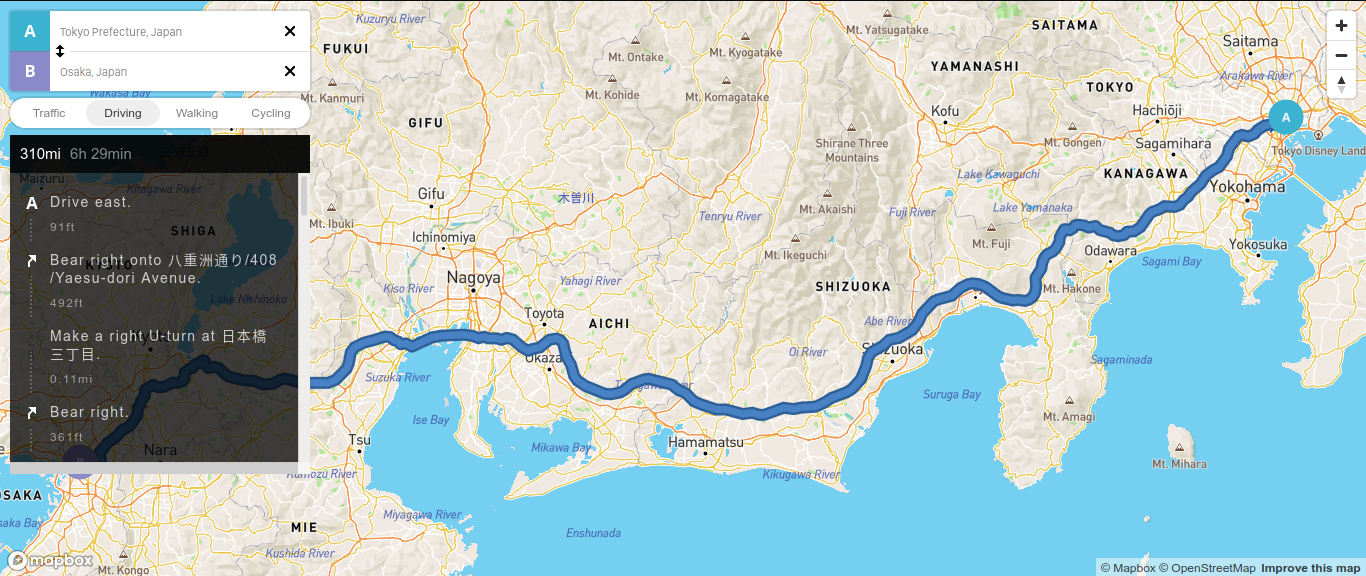 A
Tokyo Prefecture, Japan
B
Osaka, Japan
Traffic
Driving
Walking
Cycling
310mi 6h 29min
A Drive east.
91ft
Bear right onto 八重洲通り/408
/Yaesu-dori Avenue.
492ft
Make a right U-turn at 日本橋
三丁目.
0.11mi
Bear right.
361ft
Kuzuryu River
FUKUI
Wakasa Bay
Mt. Kanmuri
Mt. Ontake
Mt. Kyogatake
Mt. Yatsugatake
SAITAMA
Saitama
YAMANASHI
Arakawa River
Mt. Kohide
Mt. Komagatake
TOKYO
Kofu
Hachiōji
A
GIFU
Shirane Three
Mountains
Mt. Gongen
Sagamihara
Tokyo Disney Land
Maizuru
Kitagawa River
Gifu
木曽川
Lake Kawaguchi
KANAGAWA
Yokohama
Mt. Ibuki
Tenryu River
Mt. Akaishi
Fuji River
Lake Yamanaka
SHIGA
Ichinomiya
Mt. Ikeguchi
Mt. Fuji
Odawara
Yokosuka
KYOTO
Nagoya
Yahagi River
Sagami Bay
Kiso River
SHIZUOKA
Mt. Hakone
Lake Nishinoko
Toyota
AICHI
Abe River
Oi River
Shizuoka
Okaza
Sagaminada
Suzuka River
Suruga Bay
Ise Bay
Mt. Amagi
Tsu
Hamamatsu
Mikawa Bay
Nara
B
Kumozu River
Kikugawa River
Mt. Mihara
OSAKA
saka Bay
Miyagawa River
MIE
Enshunada
Kushida River
Mt. Kongo
mapbox
© Mapbox © OpenStreetMap Improve this map